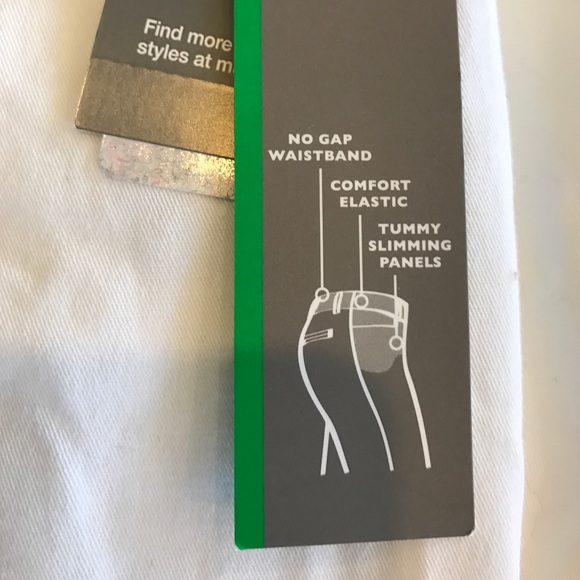 Find more
styles at
NO GAP
WAISTBAND
COMFORT
ELASTIC
TUMMY
SLIMMING
PANELS